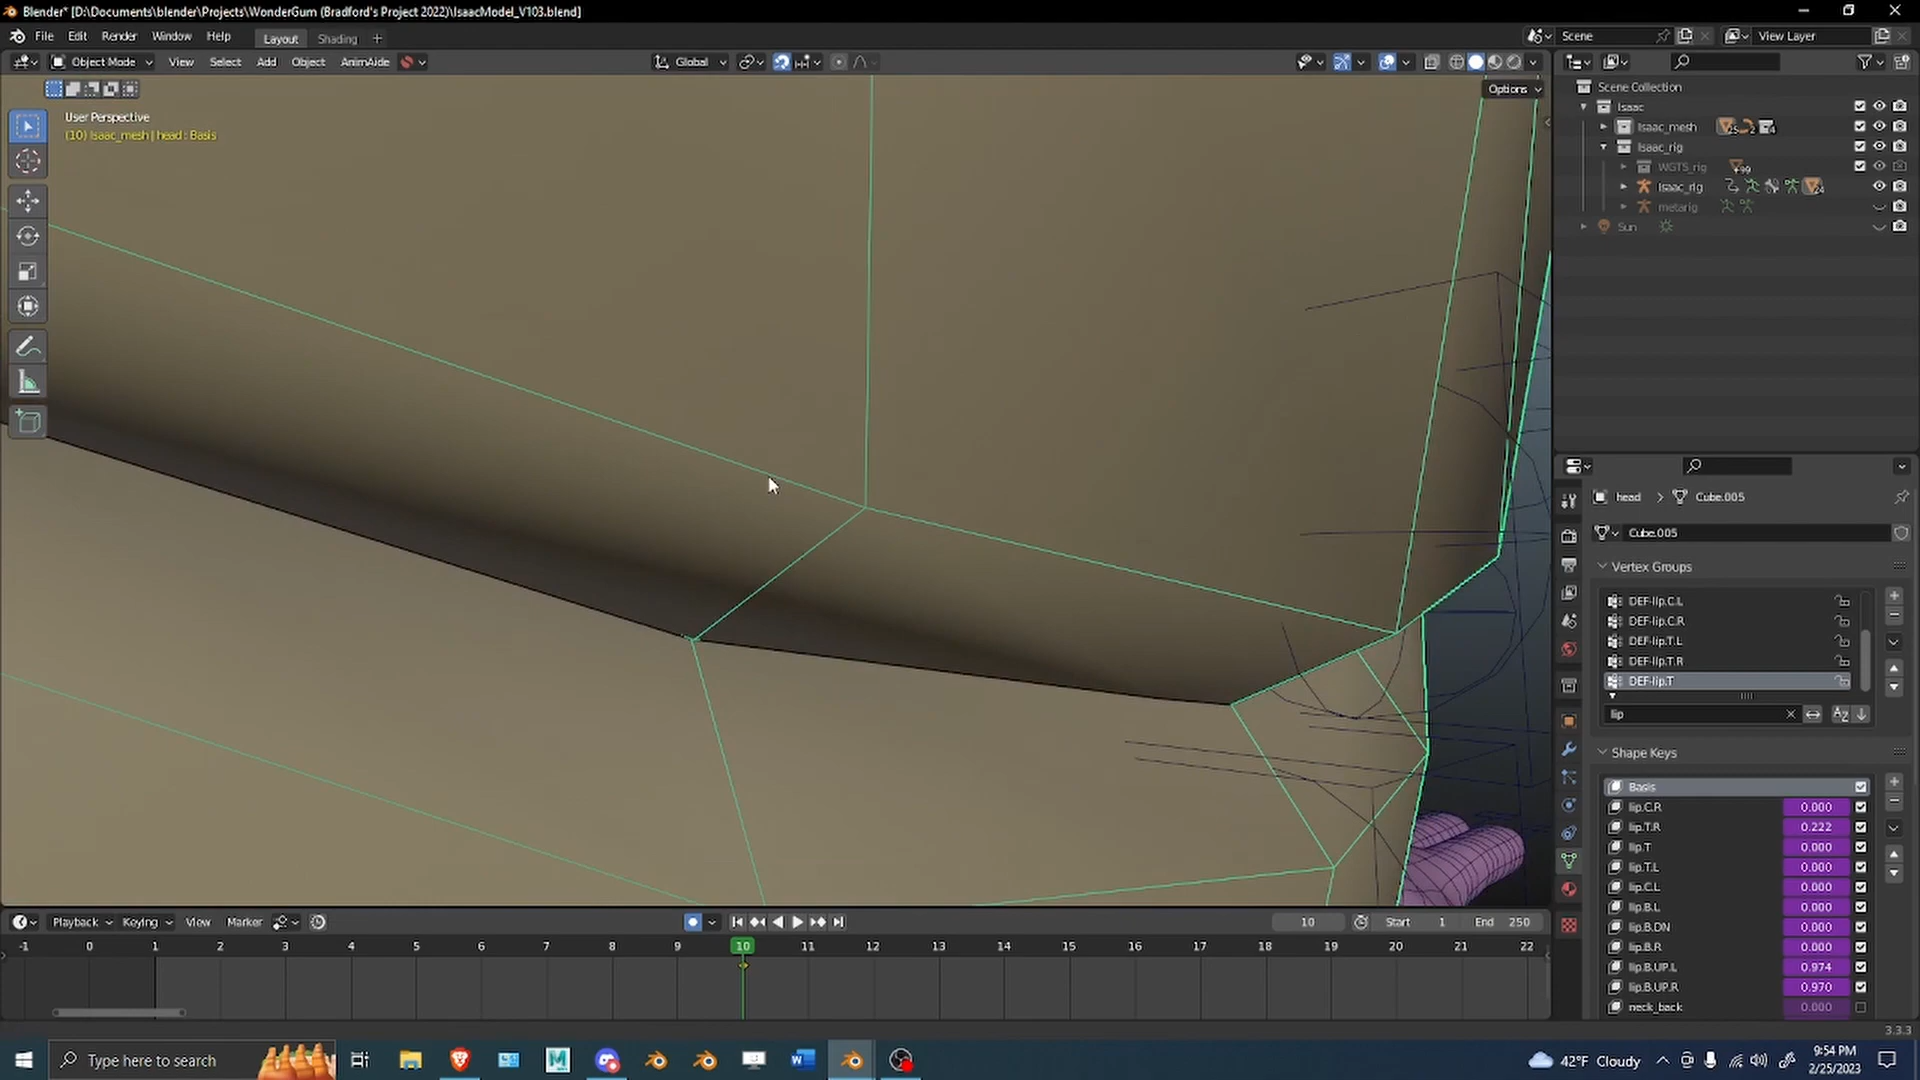 Blender* [D:\Documents\blender\Projects\WonderGum (Bradford's Project 2022)\IsaacModel_V103.blend]
File Edit Render Window Help Layout Shading + Scene View Layer
Object Mode View Select Add Object AnimAide Global
Options
User Perspective
(10) Isaac_mesh | head : Basis
Scene Collection
Isaac
Isaac_mesh 25 2 4
Isaac_rig
WGTS_rig 99
Isaac_rig 24
metarig
Sun
head > Cube.005
Cube.005
Vertex Groups
DEF-lip.C.L
DEF-lip.C.R
DEF-lip.T.L
DEF-lip.T.R
DEF-lip.T
lip
Shape Keys
Basis
lip.C.R 0.000
lip.T.R 0.222
lip.T 0.000
lip.T.L 0.000
lip.C.L 0.000
lip.B.L 0.000
lip.B.DN 0.000
lip.B.R 0.000
lip.B.UP.L 0.974
lip.B.UP.R 0.970
neck_back 0.000
Playback Keying View Marker 10 Start 1 End 250
-1 0 1 2 3 4 5 6 7 8 9 10 11 12 13 14 15 16 17 18 19 20 21 22
3.3.3
Type here to search 42°F Cloudy 9:54 PM
2/25/2023